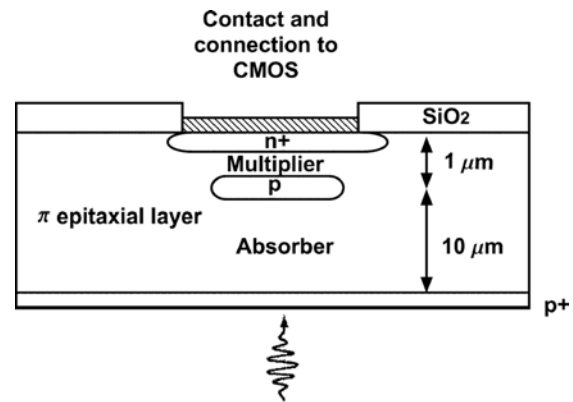 Contact and
connection to
CMOS
SiO2
n+
Multiplier
p
1 μm
π epitaxial layer
Absorber
10 μm
p+